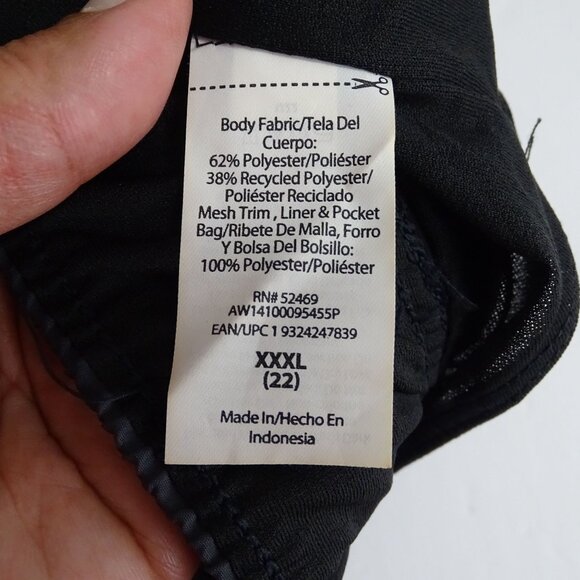 Body Fabric/Tela Del
Cuerpo:
62% Polyester/Poliéster
38% Recycled Polyester/
Poliéster Reciclado
Mesh Trim , Liner & Pocket
Bag/Ribete De Malla, Forro
Y Bolsa Del Bolsillo:
100% Polyester/Poliéster
RN# 52469
AW14100095455P
EAN/UPC 1 9324247839
XXXL
(22)
Made In/Hecho En
Indonesia